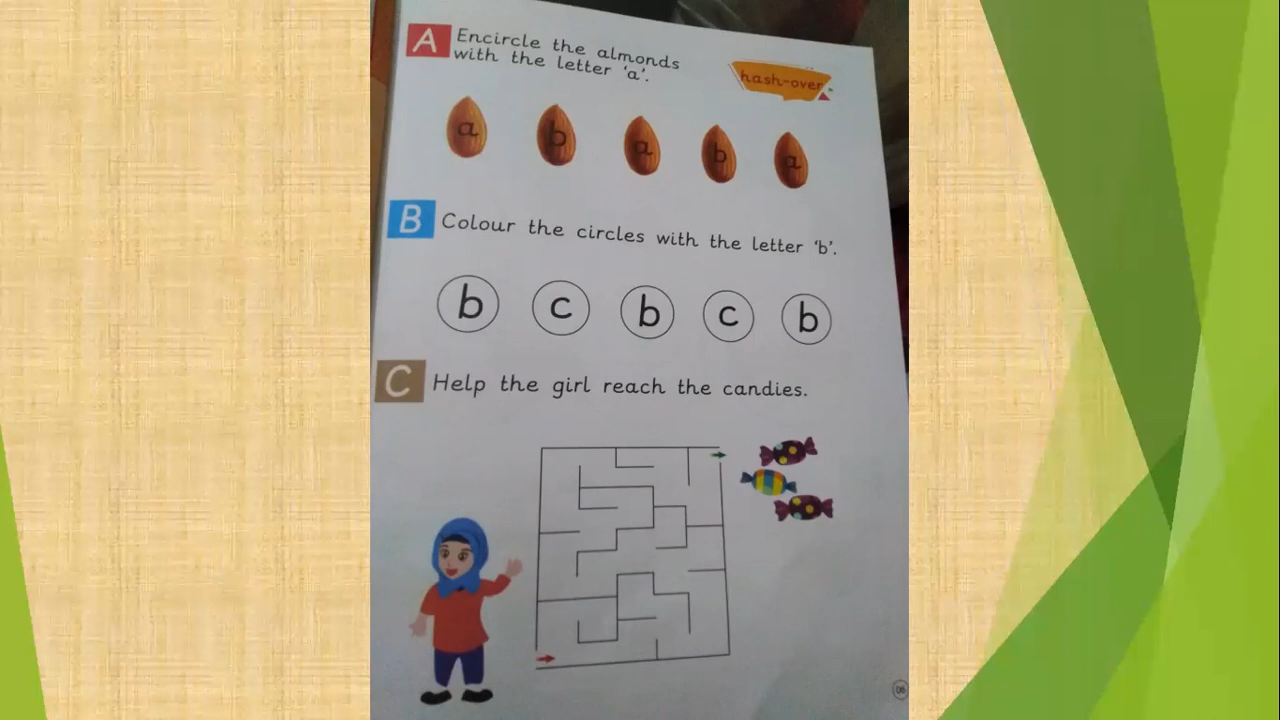 A Encircle the almonds
with the letter 'a'.
hash-over
a b a b a
B Colour the circles with the letter 'b'.
b c b c b
C Help the girl reach the candies.
06